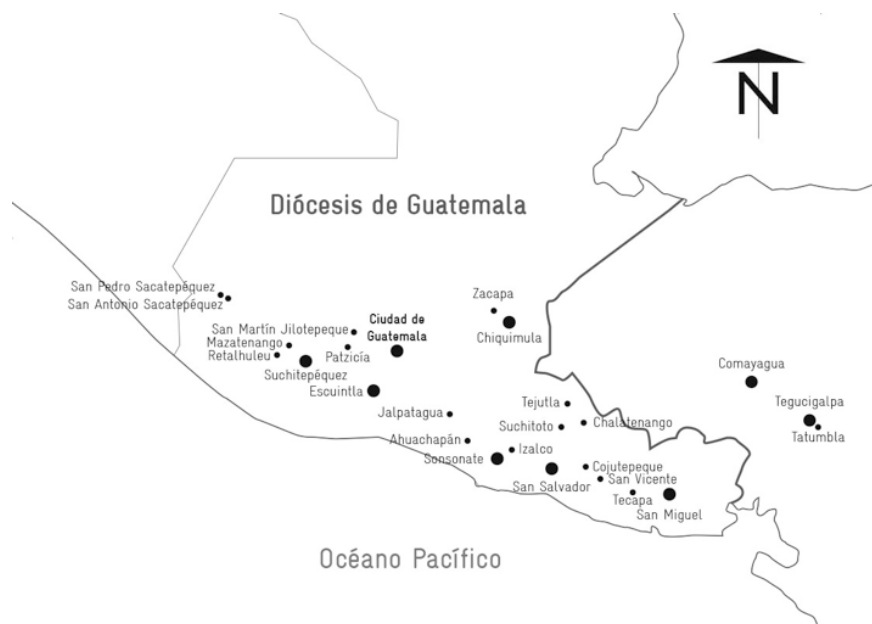 N
Diócesis de Guatemala
San Pedro Sacatepéquez
San Antonio Sacatepéquez
Zacapa
Chiquimula
Ciudad de
Guatemala
San Martín Jilotepeque
Mazatenango
Retalhuleu
Patzicía
Suchitepéquez
Escuintla
Comayagua
Tegucigalpa
Tatumbla
Jalpatagua
Tejutla
Suchitoto
Chalatenango
Ahuachapán
Izalco
Sonsonate
Cojutepeque
San Salvador
San Vicente
Tecapa
San Miguel
Océano Pacífico